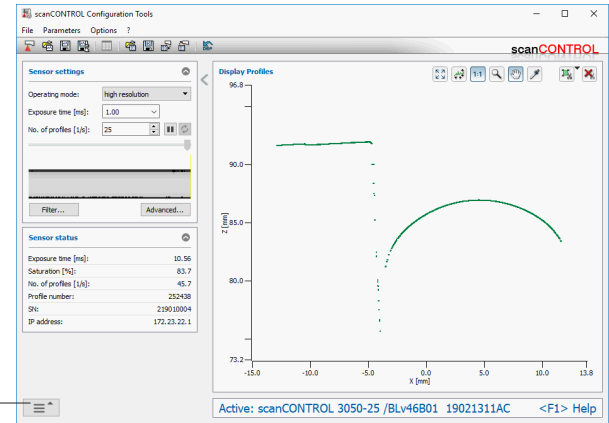 scanCONTROL Configuration Tools
File Parameters Options ?
scanCONTROL
Sensor settings
Operating mode: high resolution
Exposure time [ms]: 1.00
No. of profiles [1/s]: 25
Filter... Advanced...
Sensor status
Exposure time [ms]: 10.56
Saturation [%]: 83.7
No. of profiles [1/s]: 45.7
Profile number: 252438
SN: 219010004
IP address: 172.23.22.1
Display Profiles
1:1
96.8
90.0
85.0
80.0
73.2
Z [mm]
-15.0 -10.0 -5.0 0.0 5.0 10.0 13.8
X [mm]
Active: scanCONTROL 3050-25 /BLv46B01 19021311AC <F1> Help